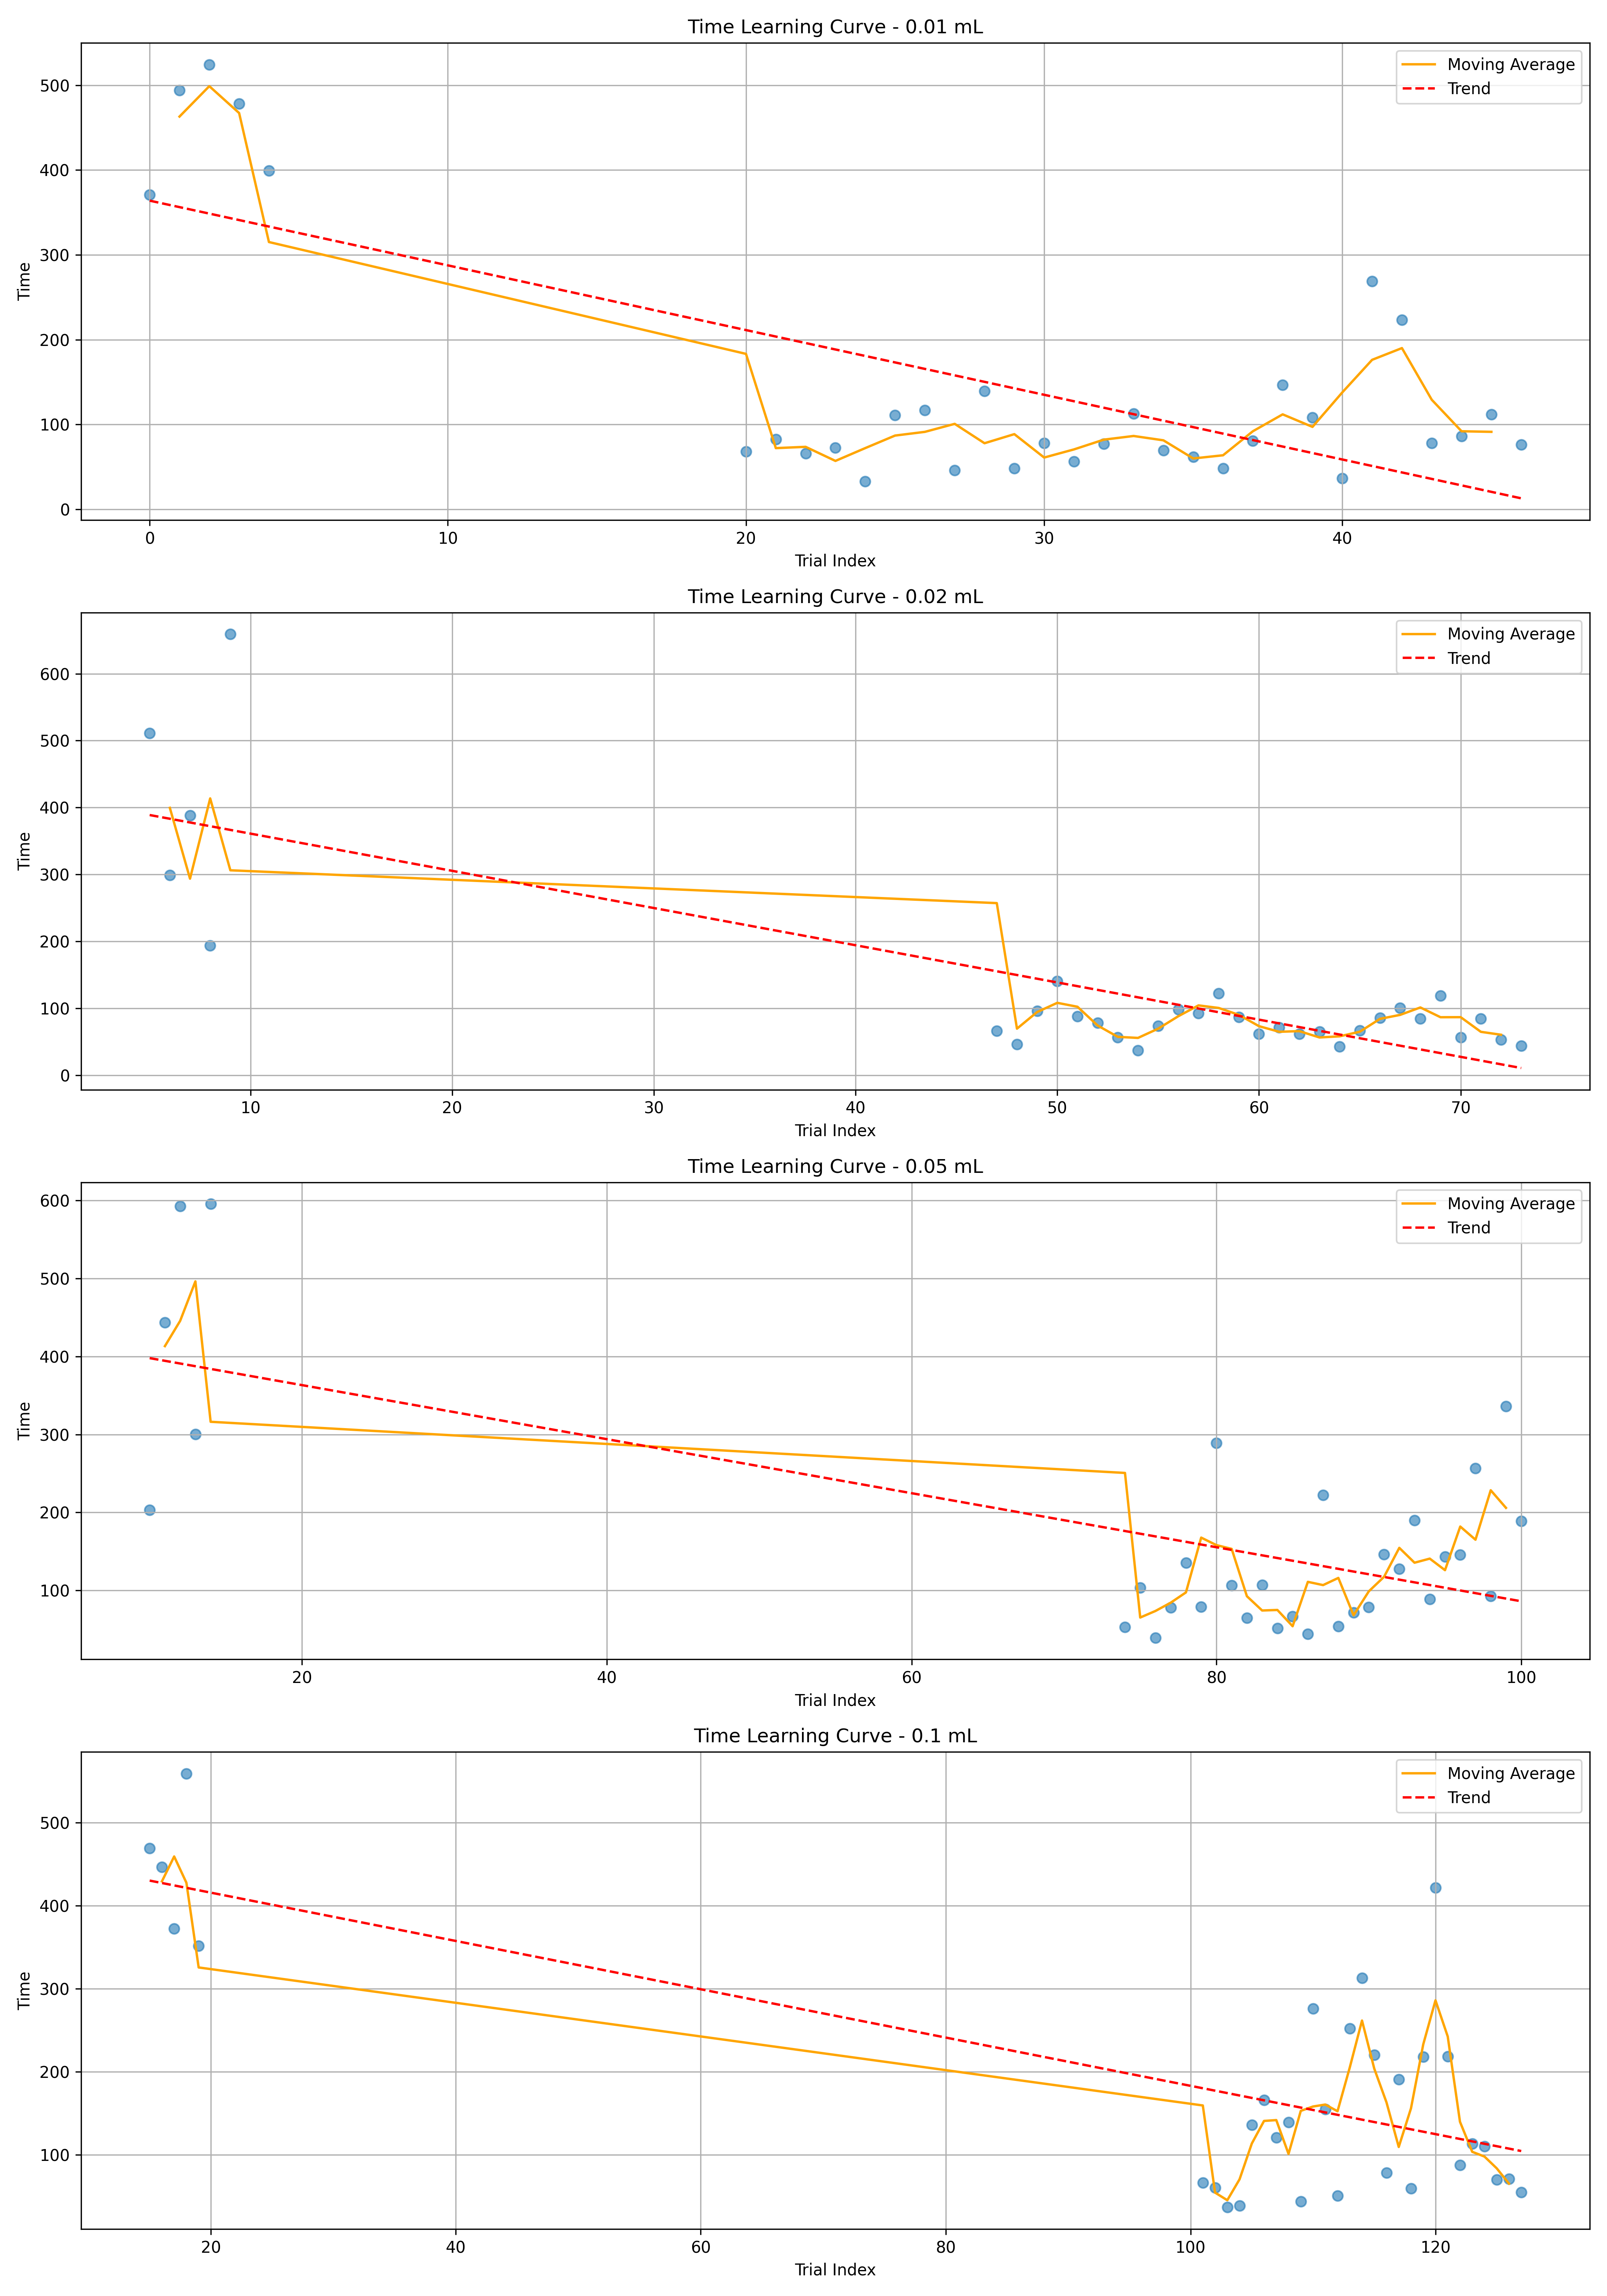 Time Learning Curve - 0.01 mL
Moving Average
Trend
500
400
300
200
100
0
Time
0 10 20 30 40
Trial Index
Time Learning Curve - 0.02 mL
Moving Average
Trend
600
500
400
300
200
100
0
Time
10 20 30 40 50 60 70
Trial Index
Time Learning Curve - 0.05 mL
Moving Average
Trend
600
500
400
300
200
100
Time
20 40 60 80 100
Trial Index
Time Learning Curve - 0.1 mL
Moving Average
Trend
500
400
300
200
100
Time
20 40 60 80 100 120
Trial Index